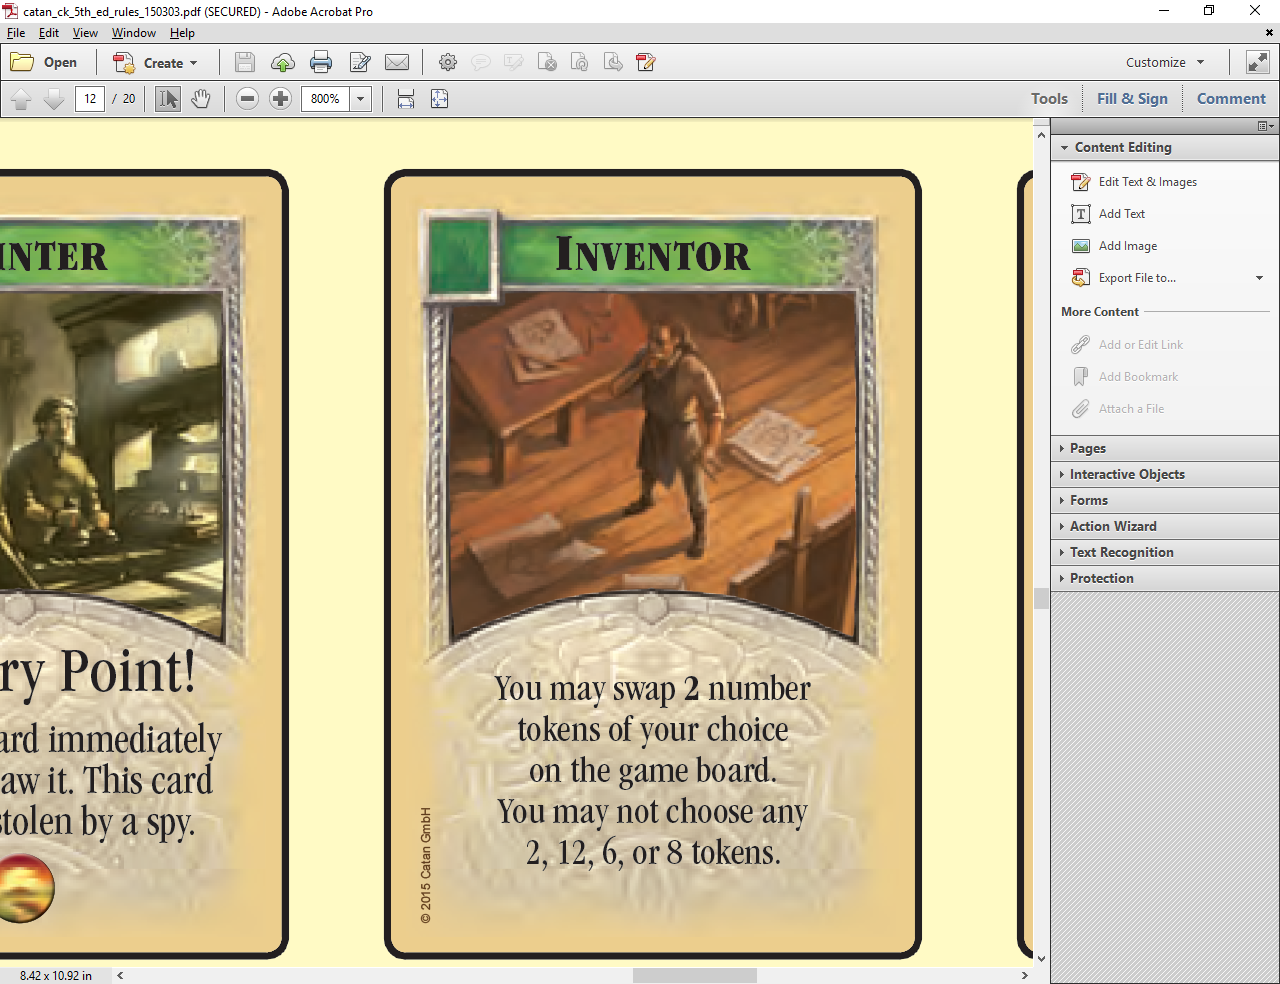 catan_ck_5th_ed_rules_150303.pdf (SECURED) - Adobe Acrobat Pro
File Edit View Window Help
Open Create Customize
12 / 20 800% Tools Fill & Sign Comment
Content Editing
Edit Text & Images
Add Text
Add Image
Export File to...
More Content
Add or Edit Link
Add Bookmark
Attach a File
Pages
Interactive Objects
Forms
Action Wizard
Text Recognition
Protection
INTER
ry Point!
ard immediately
aw it. This card
stolen by a spy.
INVENTOR
You may swap 2 number
tokens of your choice
on the game board.
You may not choose any
2, 12, 6, or 8 tokens.
© 2015 Catan GmbH
8.42 x 10.92 in